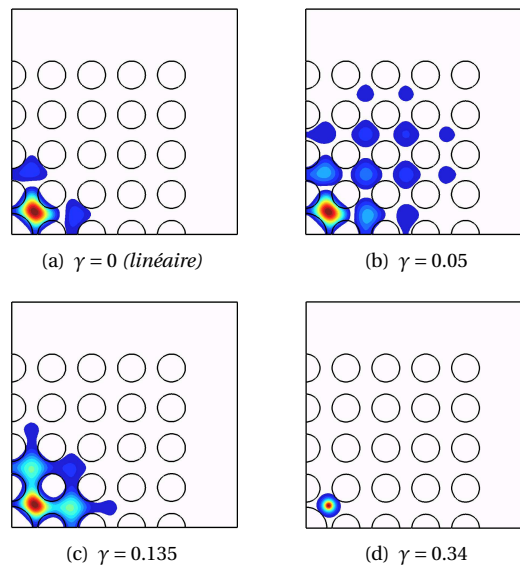 (a) γ = 0 (linéaire)
(b) γ = 0.05
(c) γ = 0.135
(d) γ = 0.34